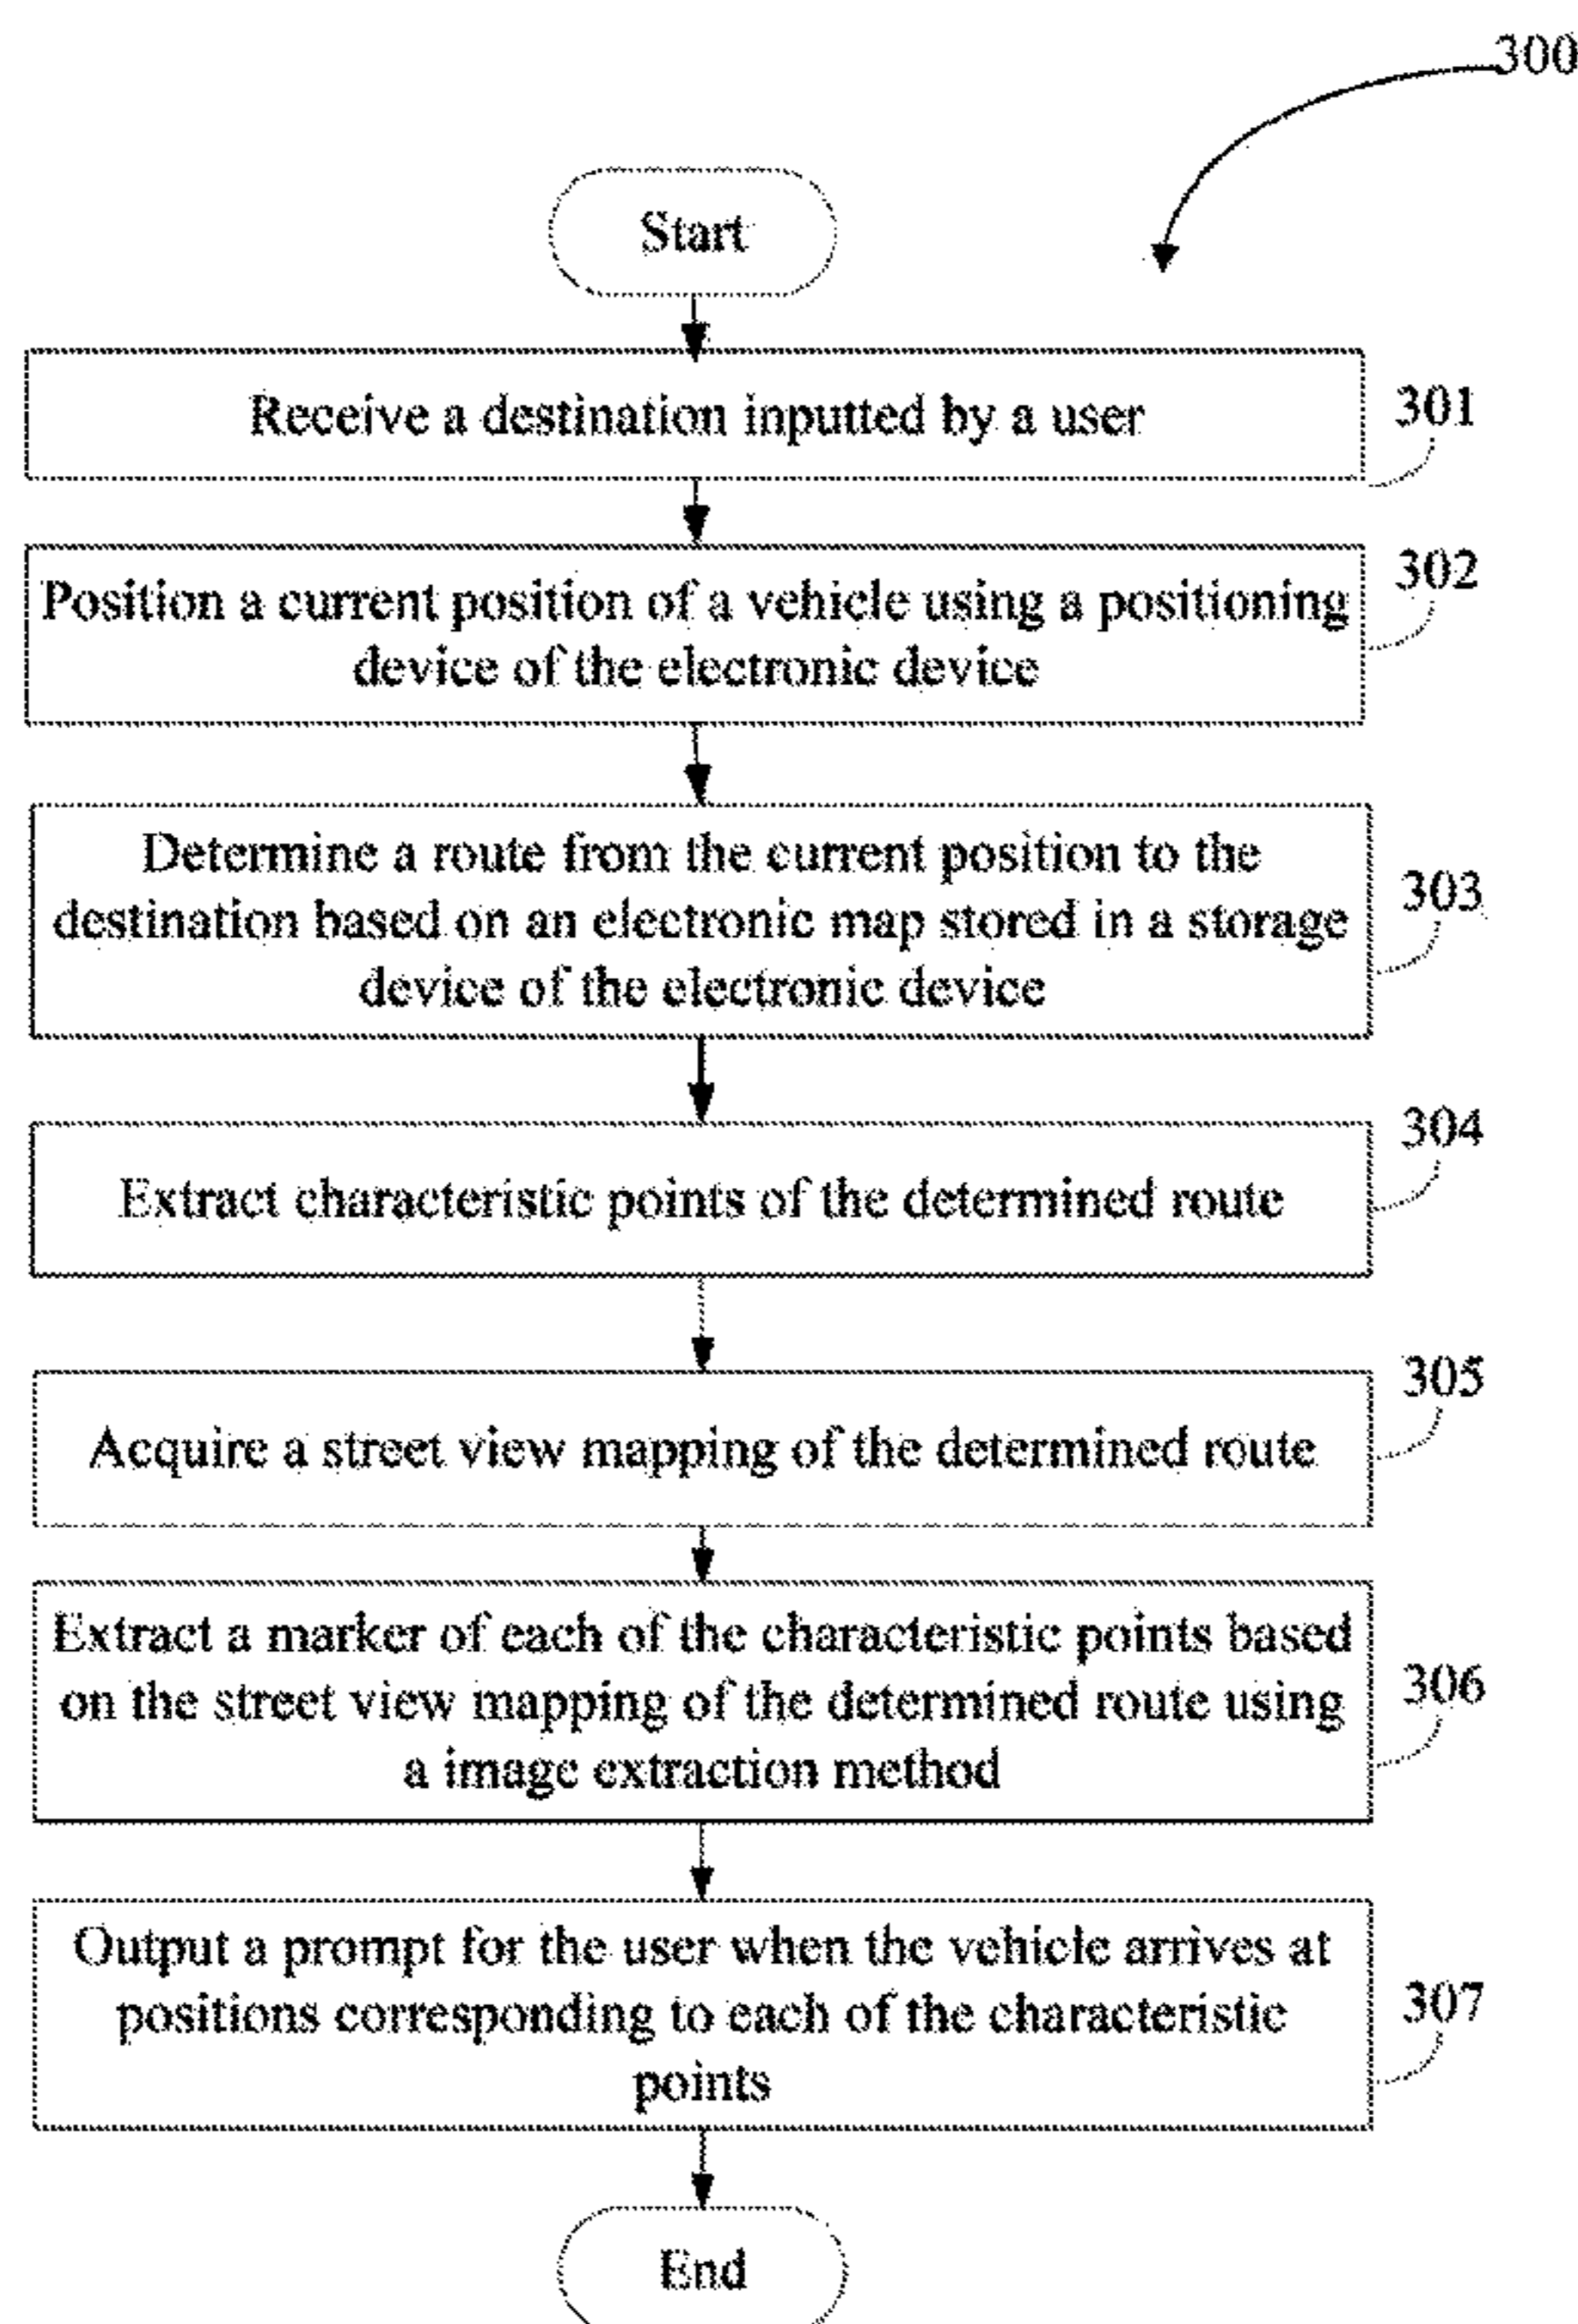 300
Start
Receive a destination inputted by a user
301
Position a current position of a vehicle using a positioning
device of the electronic device
302
Determine a route from the current position to the
destination based on an electronic map stored in a storage
device of the electronic device
303
Extract characteristic points of the determined route
304
Acquire a street view mapping of the determined route
305
Extract a marker of each of the characteristic points based
on the street view mapping of the determined route using
a image extraction method
306
Output a prompt for the user when the vehicle arrives at
positions corresponding to each of the characteristic
points
307
End